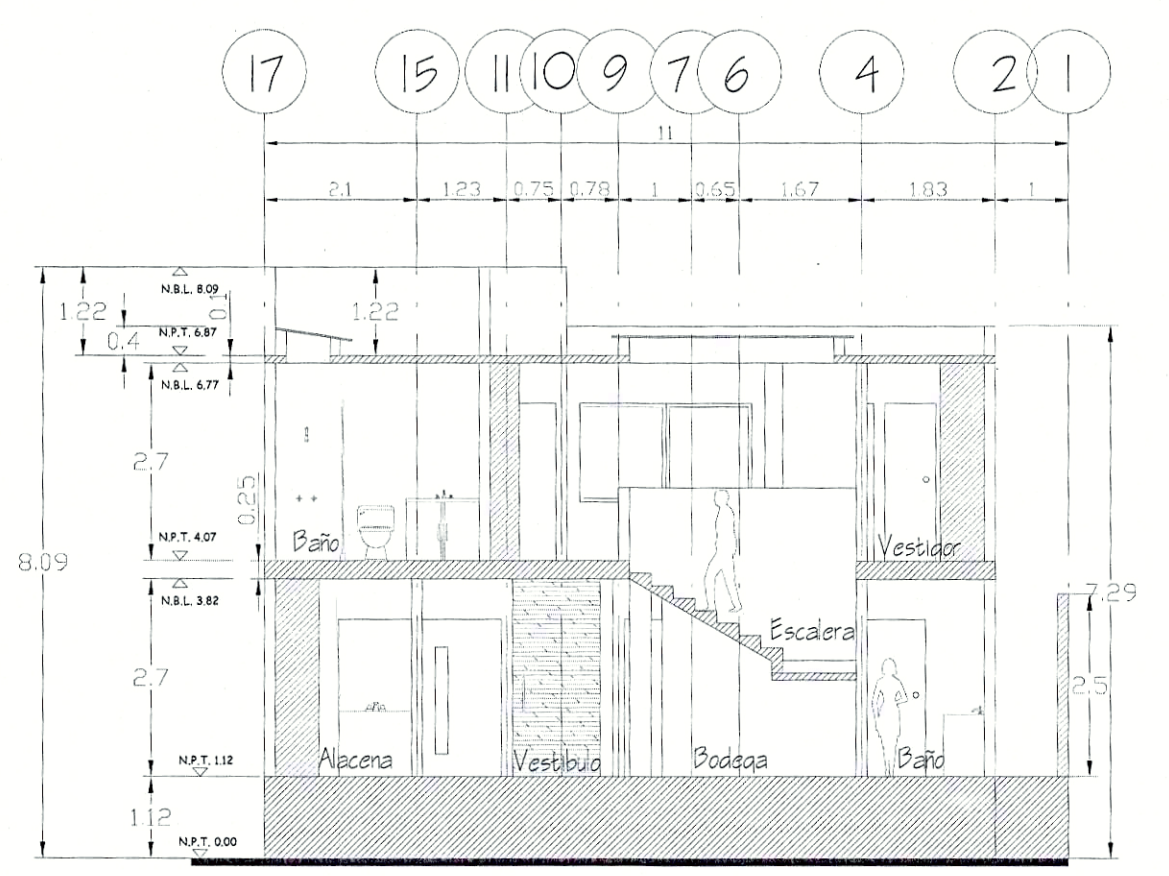 17 15 11 10 9 7 6 4 2 1
11
2.1 1.23 0.75 0.78 1 0.65 1.67 1.83 1
N.B.L. 8.09
1.22 0.1 1.22
N.P.T. 6.87
0.4
N.B.L. 6.77
2.7
0.25
N.P.T. 4.07
Baño Vestidor
8.09
7.29
N.B.L. 3.82
Escalera
2.7
2.5
N.P.T. 1.12
Alacena Vestibulo Bodega Baño
1.12
N.P.T. 0.00